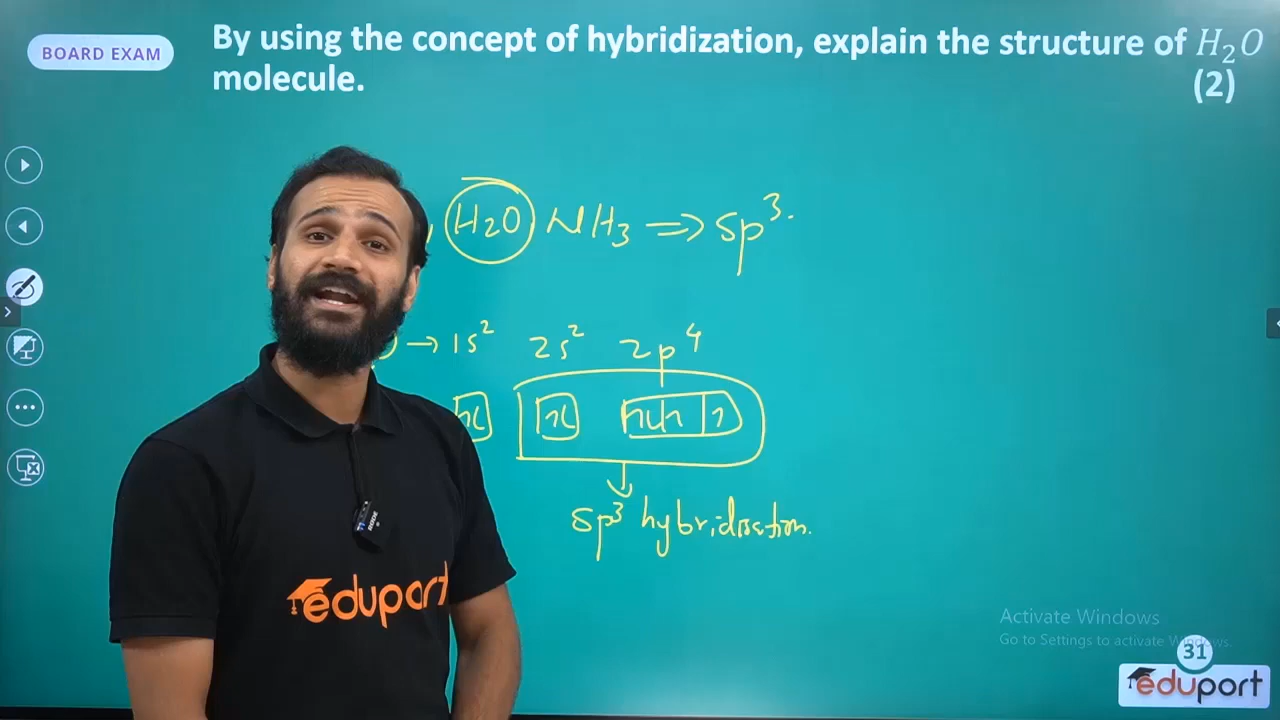 BOARD EXAM
By using the concept of hybridization, explain the structure of H₂O
molecule. (2)
, H2O NH3 ⇒ sp³.
→ 1s² 2s² 2p⁴
sp³ hybridisation.
eduport
Activate Windows
Go to Settings to activate Windows.
31
eduport